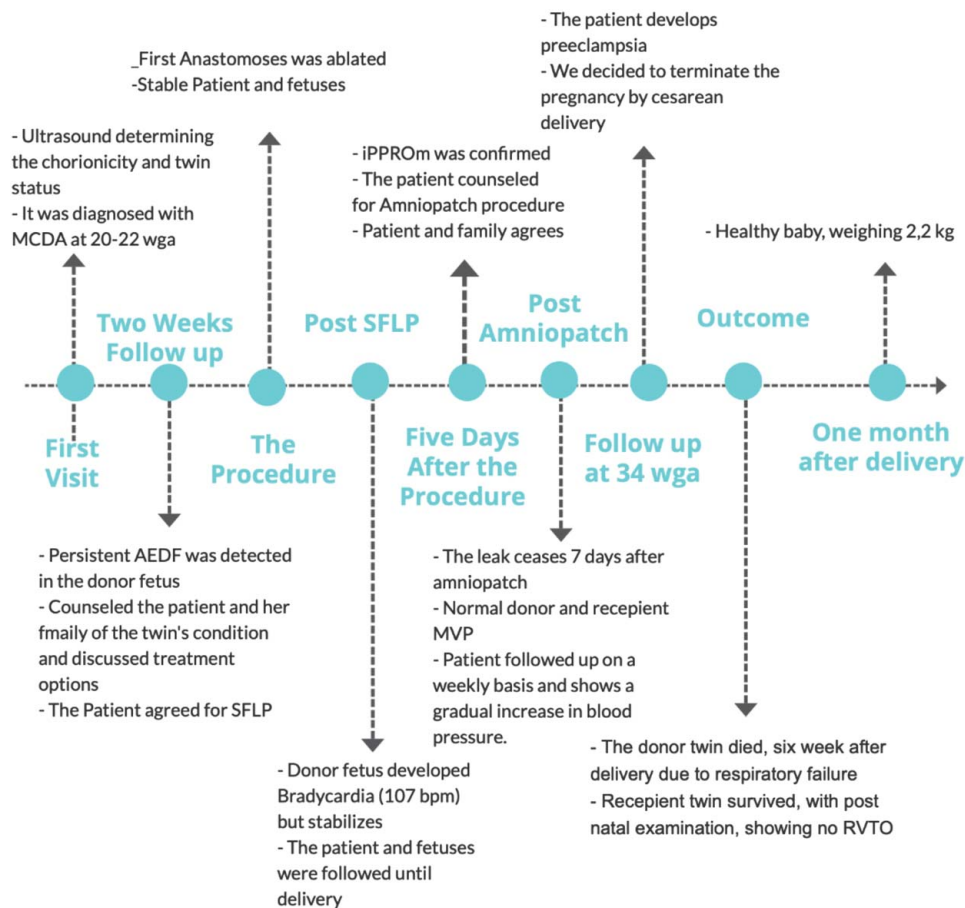 - The patient develops
preeclampsia
- We decided to terminate the
pregnancy by cesarean
delivery
_First Anastomoses was ablated
-Stable Patient and fetuses
- Ultrasound determining
the chorionicity and twin
status
- It was diagnosed with
MCDA at 20-22 wga
- iPPROm was confirmed
- The patient counseled
for Amniopatch procedure
- Patient and family agrees
- Healthy baby, weighing 2,2 kg
Two Weeks
Follow up
Post SFLP
Post
Amniopatch
Outcome
First
Visit
The
Procedure
Five Days
After the
Procedure
Follow up
at 34 wga
One month
after delivery
- Persistent AEDF was detected
in the donor fetus
- Counseled the patient and her
fmaily of the twin's condition
and discussed treatment
options
- The Patient agreed for SFLP
- The leak ceases 7 days after
amniopatch
- Normal donor and recepient
MVP
- Patient followed up on a
weekly basis and shows a
gradual increase in blood
pressure.
- Donor fetus developed
Bradycardia (107 bpm)
but stabilizes
- The patient and fetuses
were followed until
delivery
- The donor twin died, six week after
delivery due to respiratory failure
- Recepient twin survived, with post
natal examination, showing no RVTO